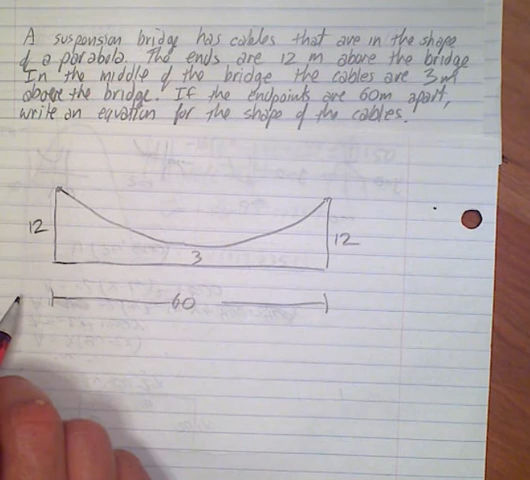 A suspension bridge has cables that are in the shape
of a parabola. The ends are 12 m above the bridge
In the middle of the bridge the cables are 3m
above the bridge. If the endpoints are 60m apart,
write an equation for the shape of the cables.
12
3
12
60